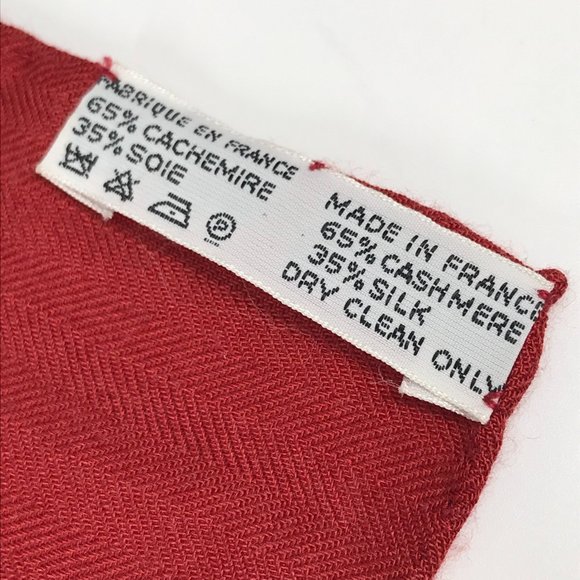 FABRIQUE EN FRANCE
65% CACHEMIRE
35% SOIE
P
MADE IN FRANCE
65% CASHMERE
35% SILK
DRY CLEAN ONLY